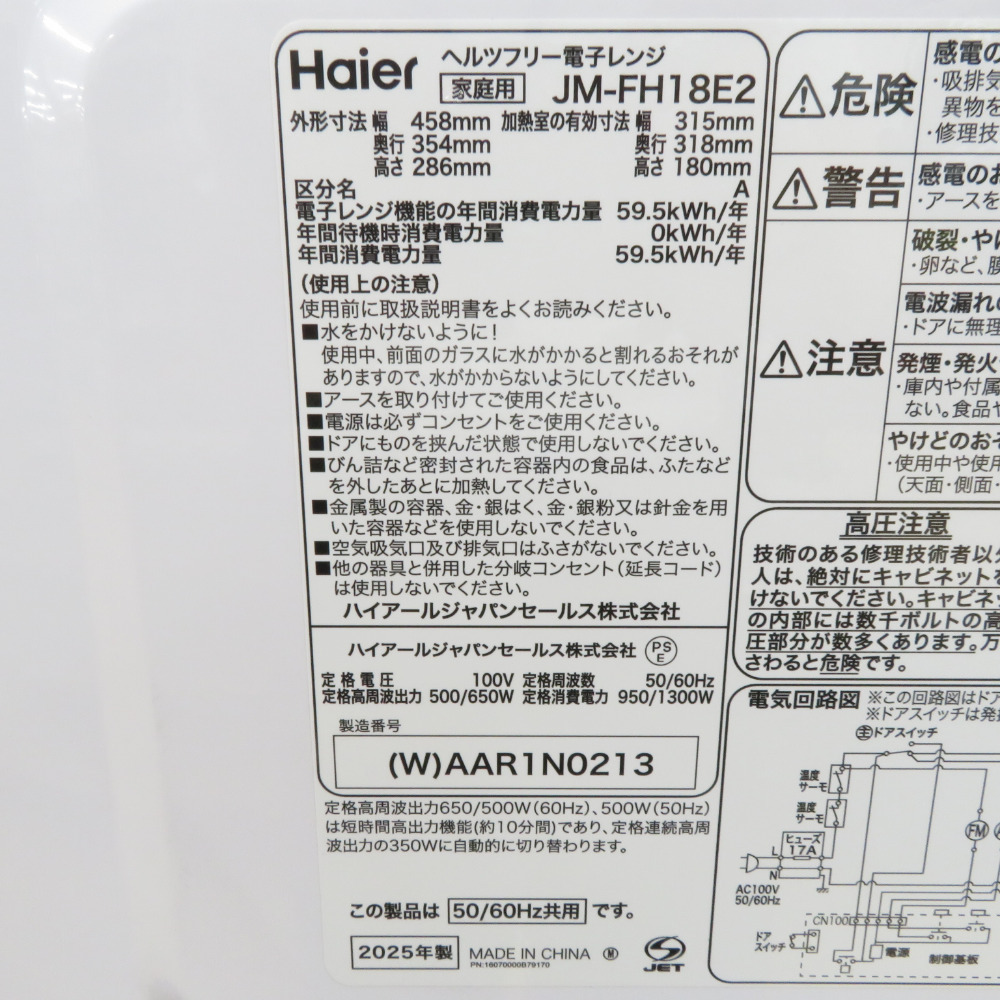 Haier
ヘルツフリー電子レンジ
家庭用 JM-FH18E2
外形寸法 幅 458mm 加熱室の有効寸法 幅 315mm
奥行 354mm 奥行 318mm
高さ 286mm 高さ 180mm
区分名 A
電子レンジ機能の年間消費電力量 59.5kWh/年
年間待機時消費電力量 0kWh/年
年間消費電力量 59.5kWh/年
(使用上の注意)
使用前に取扱説明書をよくお読みください。
■水をかけないように!
使用中、前面のガラスに水がかかると割れるおそれが
ありますので、水がかからないようにしてください。
■アースを取り付けてご使用ください。
■電源は必ずコンセントをご使用ください。
■ドアにものを挟んだ状態で使用しないでください。
■びん詰など密封された容器内の食品は、ふたなど
を外したあとに加熱してください。
■金属製の容器、金・銀はく、金・銀粉又は針金を用
いた容器などを使用しないでください。
■空気吸気口及び排気口はふさがないでください。
■他の器具と併用した分岐コンセント(延長コード)
は使用しないでください。
ハイアールジャパンセールス株式会社
ハイアールジャパンセールス株式会社 PSE
定格電圧 100V 定格周波数 50/60Hz
定格高周波出力 500/650W 定格消費電力 950/1300W
製造番号
(W)AAR1N0213
定格高周波出力650/500W(60Hz)、500W(50Hz)
は短時間高出力機能(約10分間)であり、定格連続高周
波出力の350Wに自動的に切り替わります。
この製品は 50/60Hz共用 です。
2025年製 MADE IN CHINA Ⓜ
PN:16070000B79170
JET
危険
感電の
・吸排気
異物を
・修理技
警告
感電のお
・アースを
注意
破裂・やけ
・卵など、膜
電波漏れの
・ドアに無理
発煙・発火
・庫内や付属
ない。食品や
やけどのおそ
・使用中や使用
(天面・側面・
高圧注意
技術のある修理技術者以外
人は、絶対にキャビネットを
けないでください。キャビネッ
の内部には数千ボルトの高
圧部分が数多くあります。万
さわると危険です。
電気回路図 ※この回路図はドア
※ドアスイッチは発
主ドアスイッチ
温度
サーモ
温度
サーモ
ヒューズ
17A
L
N
AC100V
50/60Hz
FM
CN100
ドア
スイッチ
電源
制御基板